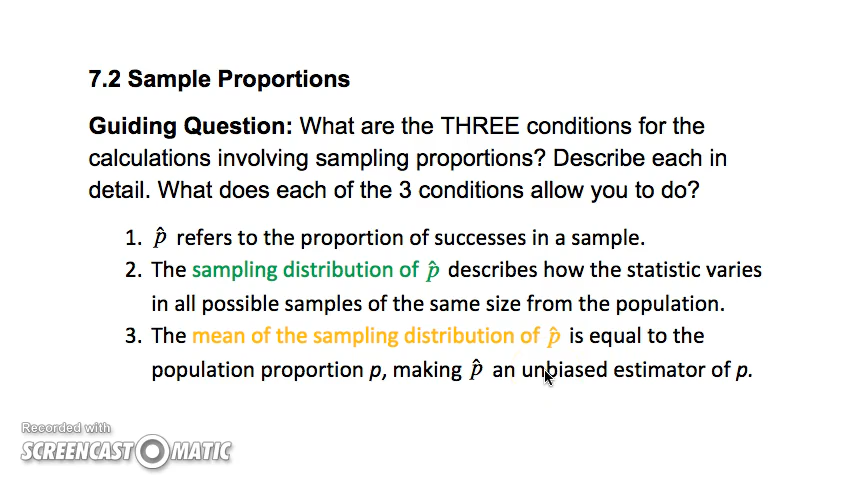 7.2 Sample Proportions
Guiding Question: What are the THREE conditions for the
calculations involving sampling proportions? Describe each in
detail. What does each of the 3 conditions allow you to do?
1. p̂ refers to the proportion of successes in a sample.
2. The sampling distribution of p̂ describes how the statistic varies
in all possible samples of the same size from the population.
3. The mean of the sampling distribution of p̂ is equal to the
population proportion p, making p̂ an unbiased estimator of p.
Recorded with
SCREENCAST O MATIC